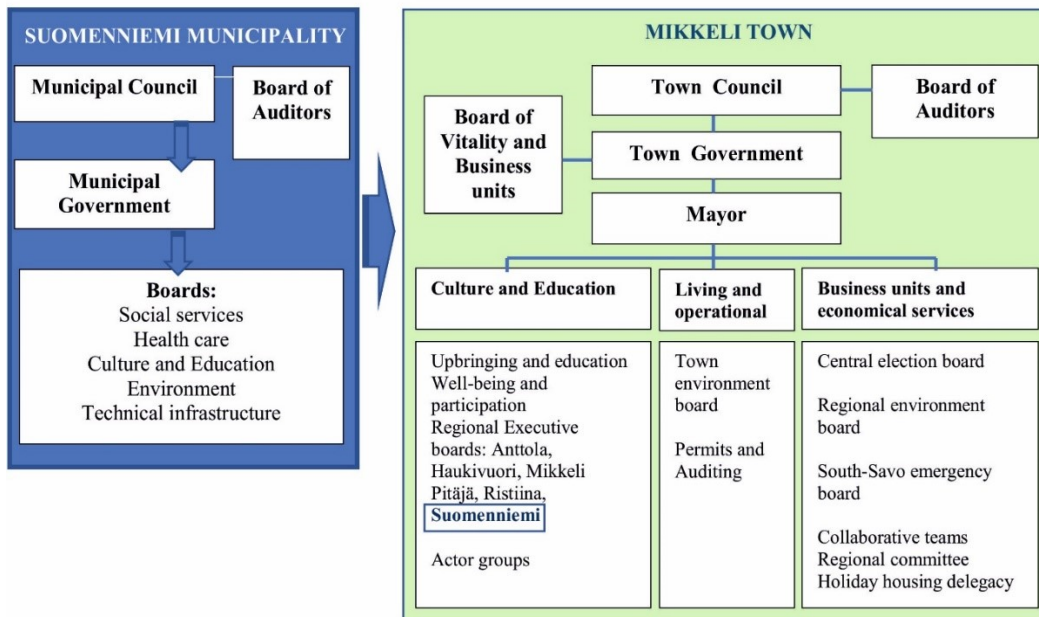 SUOMENNIEMI MUNICIPALITY
Municipal Council
Board of
Auditors
Municipal
Government
Boards:
Social services
Health care
Culture and Education
Environment
Technical infrastructure
MIKKELI TOWN
Town Council
Board of
Auditors
Board of
Vitality and
Business
units
Town Government
Mayor
Culture and Education
Living and
operational
Business units and
economical services
Upbringing and education
Well-being and
participation
Regional Executive
boards: Anttola,
Haukivuori, Mikkeli
Pitäjä, Ristiina,
Suomenniemi
Actor groups
Town
environment
board
Permits and
Auditing
Central election board
Regional environment
board
South-Savo emergency
board
Collaborative teams
Regional committee
Holiday housing delegacy